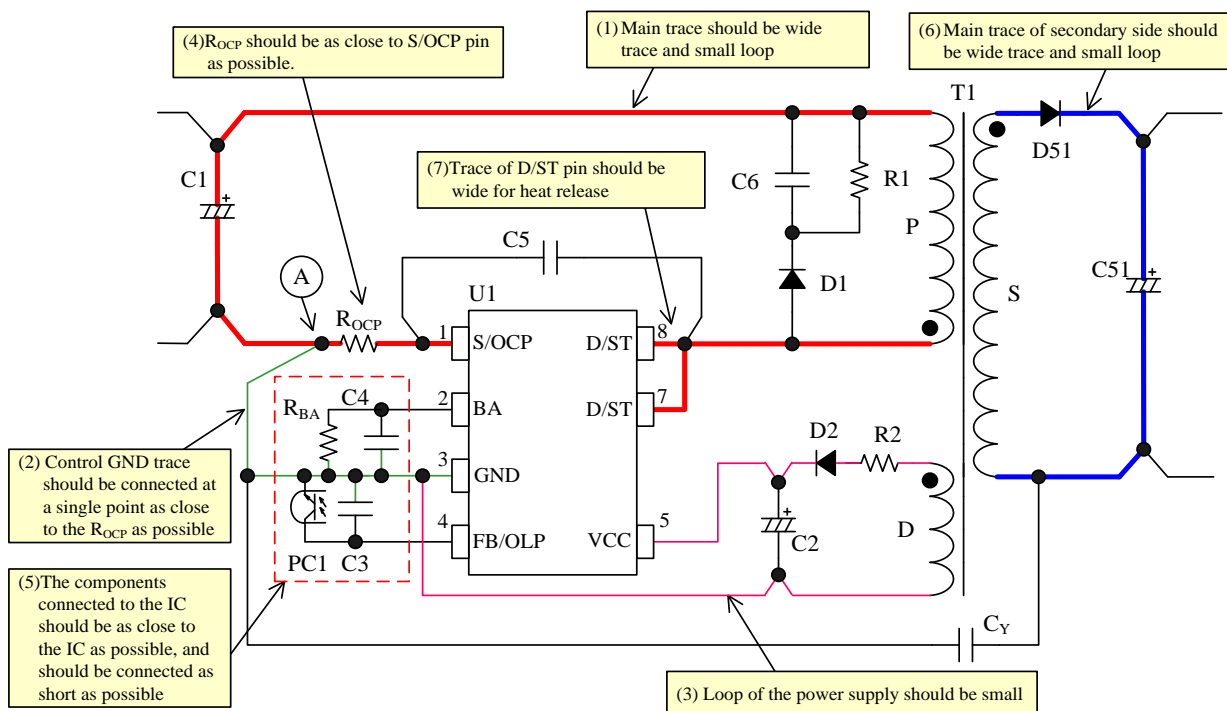 (4)ROCP should be as close to S/OCP pin
as possible.
(1) Main trace should be wide
trace and small loop
(6) Main trace of secondary side should
be wide trace and small loop
T1
D51
C1
+
(7)Trace of D/ST pin should be
wide for heat release
C6
R1
P
C5
D1
S
C51
+
A
ROCP
U1
1
S/OCP
D/ST
8
2
BA
D/ST
7
3
GND
4
FB/OLP
VCC
5
RBA
C4
PC1
C3
D2
R2
+
C2
D
(2) Control GND trace
should be connected at
a single point as close
to the ROCP as possible
(5)The components
connected to the IC
should be as close to
the IC as possible, and
should be connected as
short as possible
CY
(3) Loop of the power supply should be small